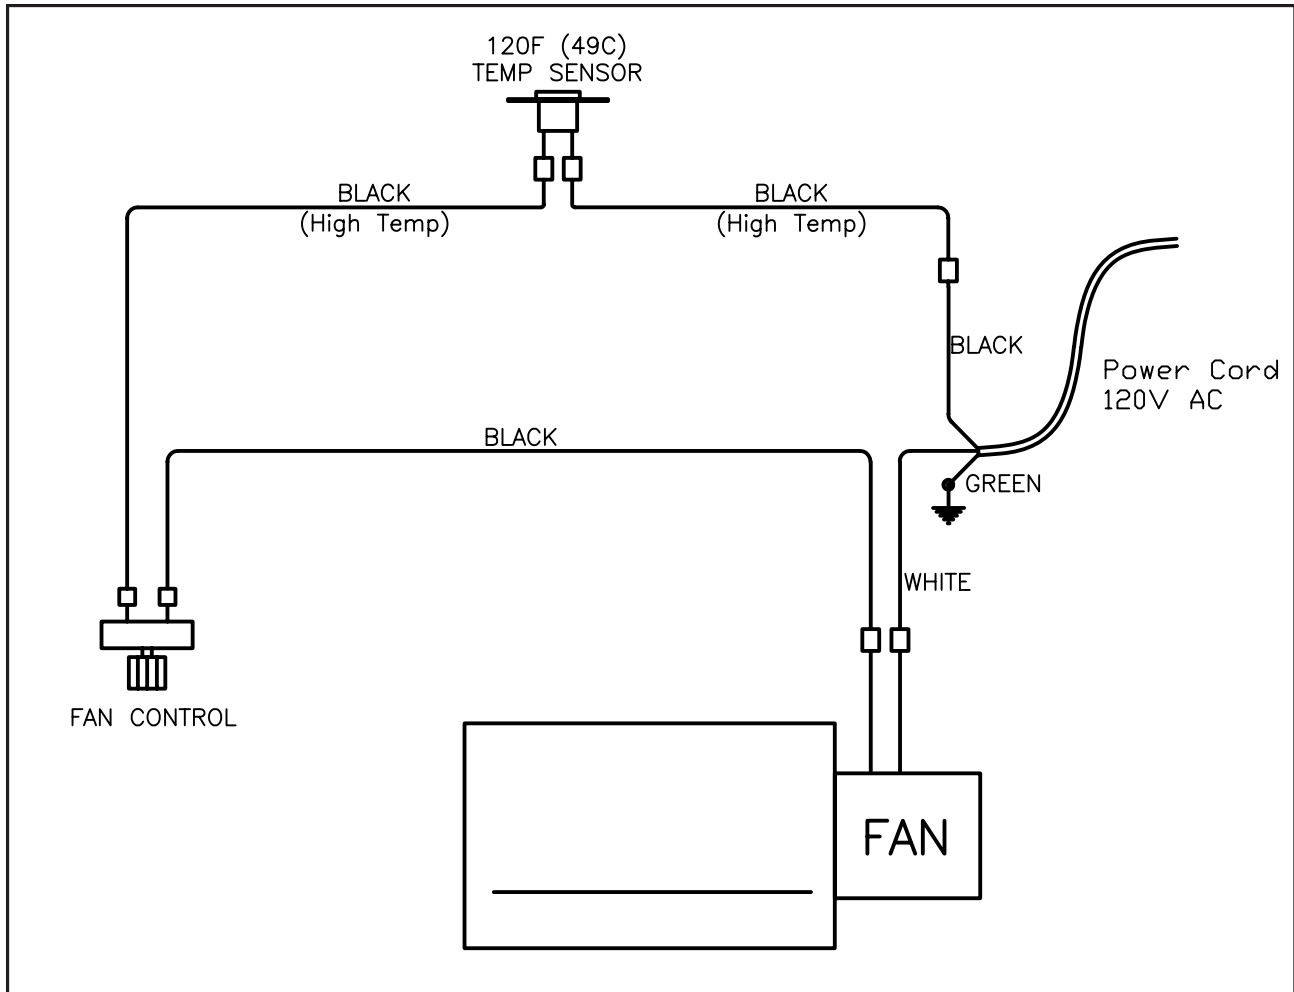 120F (49C)
TEMP SENSOR
BLACK
(High Temp)
BLACK
(High Temp)
BLACK
Power Cord
120V AC
BLACK
GREEN
WHITE
FAN CONTROL
FAN